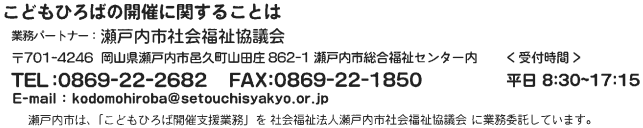 こどもひろばの開催に関することは
業務パートナー：瀬戸内市社会福祉協議会
〒701-4246 岡山県瀬戸内市邑久町山田庄862-1 瀬戸内市総合福祉センター内 <受付時間>
TEL:0869-22-2682 FAX:0869-22-1850 平日 8:30~17:15
E-mail：kodomohiroba@setouchisyakyo.or.jp
瀬戸内市は、「こどもひろば開催支援業務」を 社会福祉法人瀬戸内市社会福祉協議会 に業務委託しています。